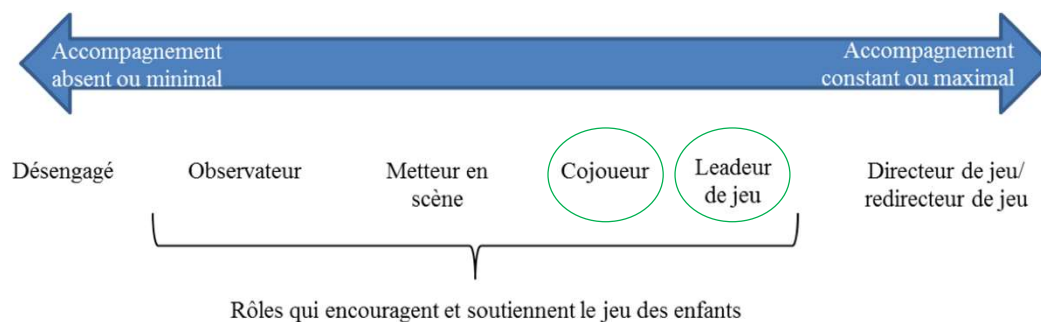 Accompagnement
absent ou minimal
Accompagnement
constant ou maximal
Désengagé
Observateur
Metteur en
scène
Cojoueur
Leadeur
de jeu
Directeur de jeu/
redirecteur de jeu
Rôles qui encouragent et soutiennent le jeu des enfants